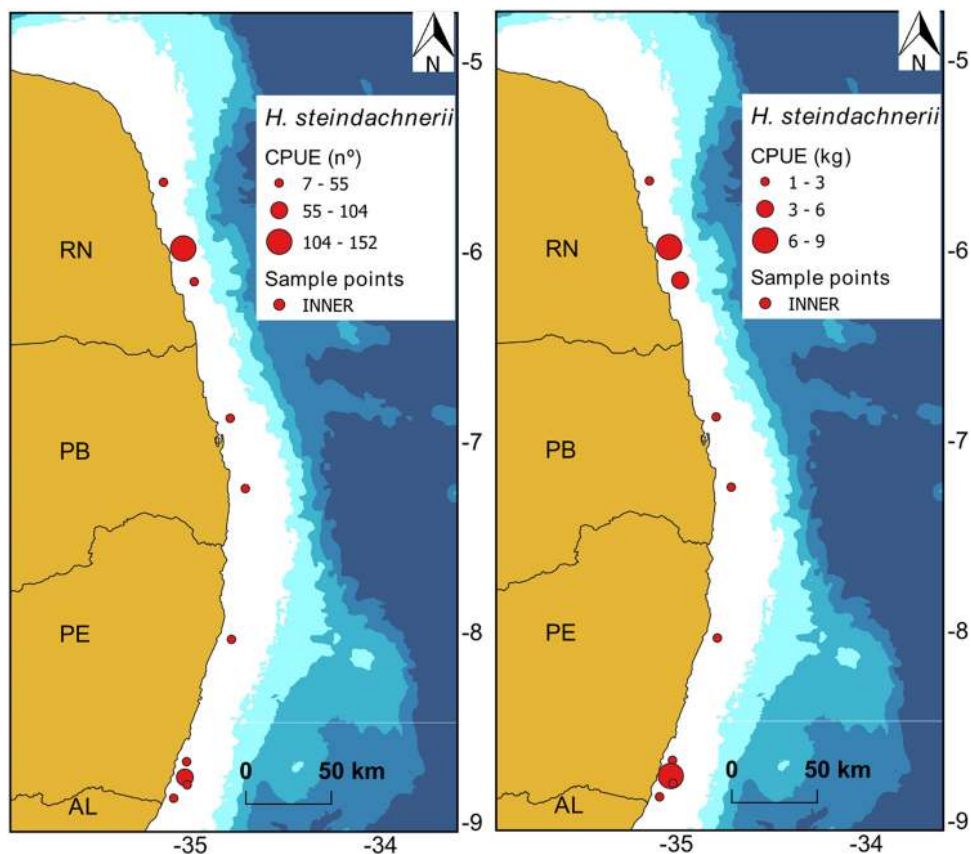 N
H. steindachnerii
CPUE (nº)
7 - 55
55 - 104
104 - 152
Sample points
INNER
RN
PB
PE
AL
0 50 km
-5
-6
-7
-8
-9
-35 -34
N
H. steindachnerii
CPUE (kg)
1 - 3
3 - 6
6 - 9
Sample points
INNER
RN
PB
PE
AL
0 50 km
-5
-6
-7
-8
-9
-35 -34